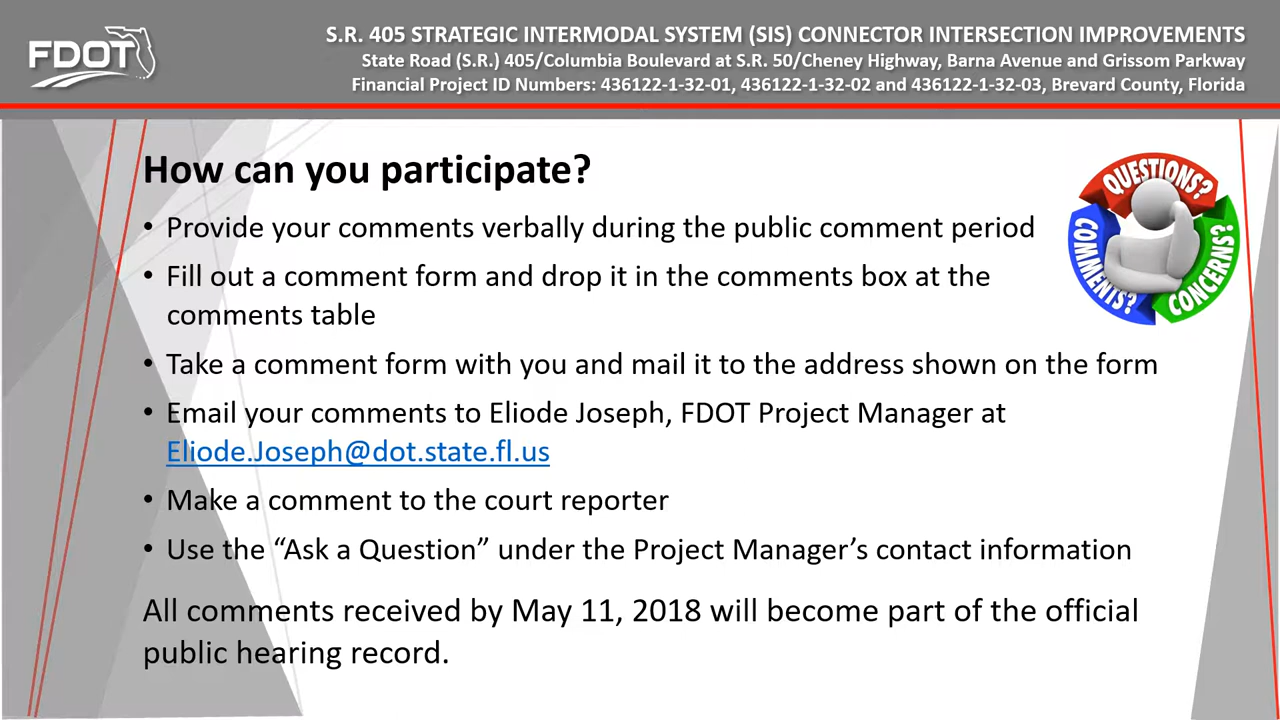 FDOT
S.R. 405 STRATEGIC INTERMODAL SYSTEM (SIS) CONNECTOR INTERSECTION IMPROVEMENTS
State Road (S.R.) 405/Columbia Boulevard at S.R. 50/Cheney Highway, Barna Avenue and Grissom Parkway
Financial Project ID Numbers: 436122-1-32-01, 436122-1-32-02 and 436122-1-32-03, Brevard County, Florida
How can you participate?
• Provide your comments verbally during the public comment period
• Fill out a comment form and drop it in the comments box at the
comments table
• Take a comment form with you and mail it to the address shown on the form
• Email your comments to Eliode Joseph, FDOT Project Manager at
Eliode.Joseph@dot.state.fl.us
• Make a comment to the court reporter
• Use the “Ask a Question” under the Project Manager’s contact information
All comments received by May 11, 2018 will become part of the official
public hearing record.
QUESTIONS?
COMMENTS?
CONCERNS?